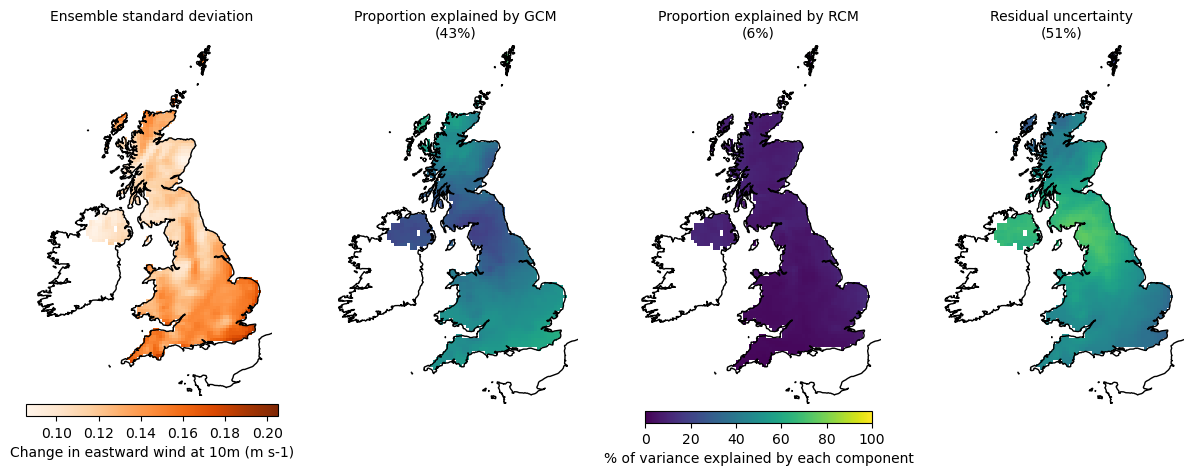 Ensemble standard deviation
Proportion explained by GCM
(43%)
Proportion explained by RCM
(6%)
Residual uncertainty
(51%)
0.10 0.12 0.14 0.16 0.18 0.20
Change in eastward wind at 10m (m s-1)
0 20 40 60 80 100
% of variance explained by each component